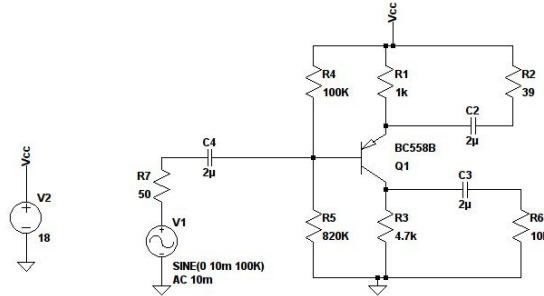 Vcc
R4
100K
R1
1k
R2
39
C2
2µ
BC558B
Q1
C4
2µ
Vcc
R7
50
V2
18
V1
SINE(0 10m 100K)
AC 10m
R5
820K
R3
4.7k
C3
2µ
R6